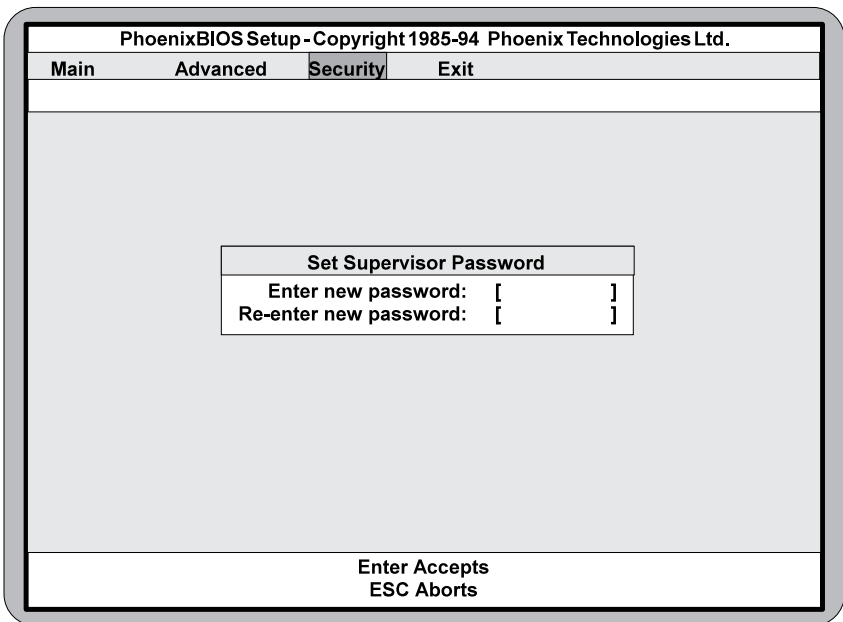 PhoenixBIOS Setup - Copyright 1985-94 Phoenix Technologies Ltd.
Main Advanced Security Exit
Set Supervisor Password
Enter new password: [ ]
Re-enter new password: [ ]
Enter Accepts
ESC Aborts